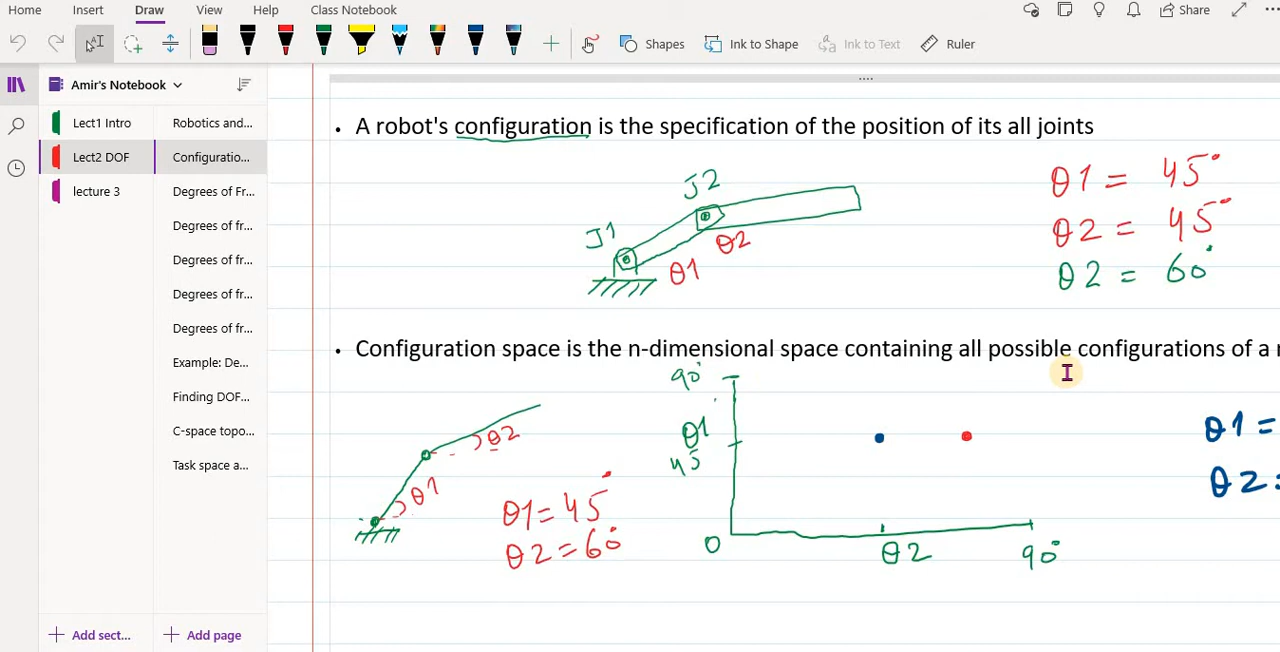 Home Insert Draw View Help Class Notebook Share
Shapes Ink to Shape Ink to Text Ruler
Amir's Notebook
Lect1 Intro
Lect2 DOF
lecture 3
Robotics and...
Configuratio...
Degrees of Fr...
Degrees of fr...
Degrees of fr...
Degrees of fr...
Degrees of fr...
Example: De...
Finding DOF...
C-space topo...
Task space a...
Add sect...
Add page
• A robot's configuration is the specification of the position of its all joints
J1
J2
θ1
θ2
θ1 = 45°
θ2 = 45°
θ2 = 60°
• Configuration space is the n-dimensional space containing all possible configurations of a
θ1
θ2
θ1=45°
θ2=60°
90°
θ1
45
0
θ2
90°
θ1=
θ2=